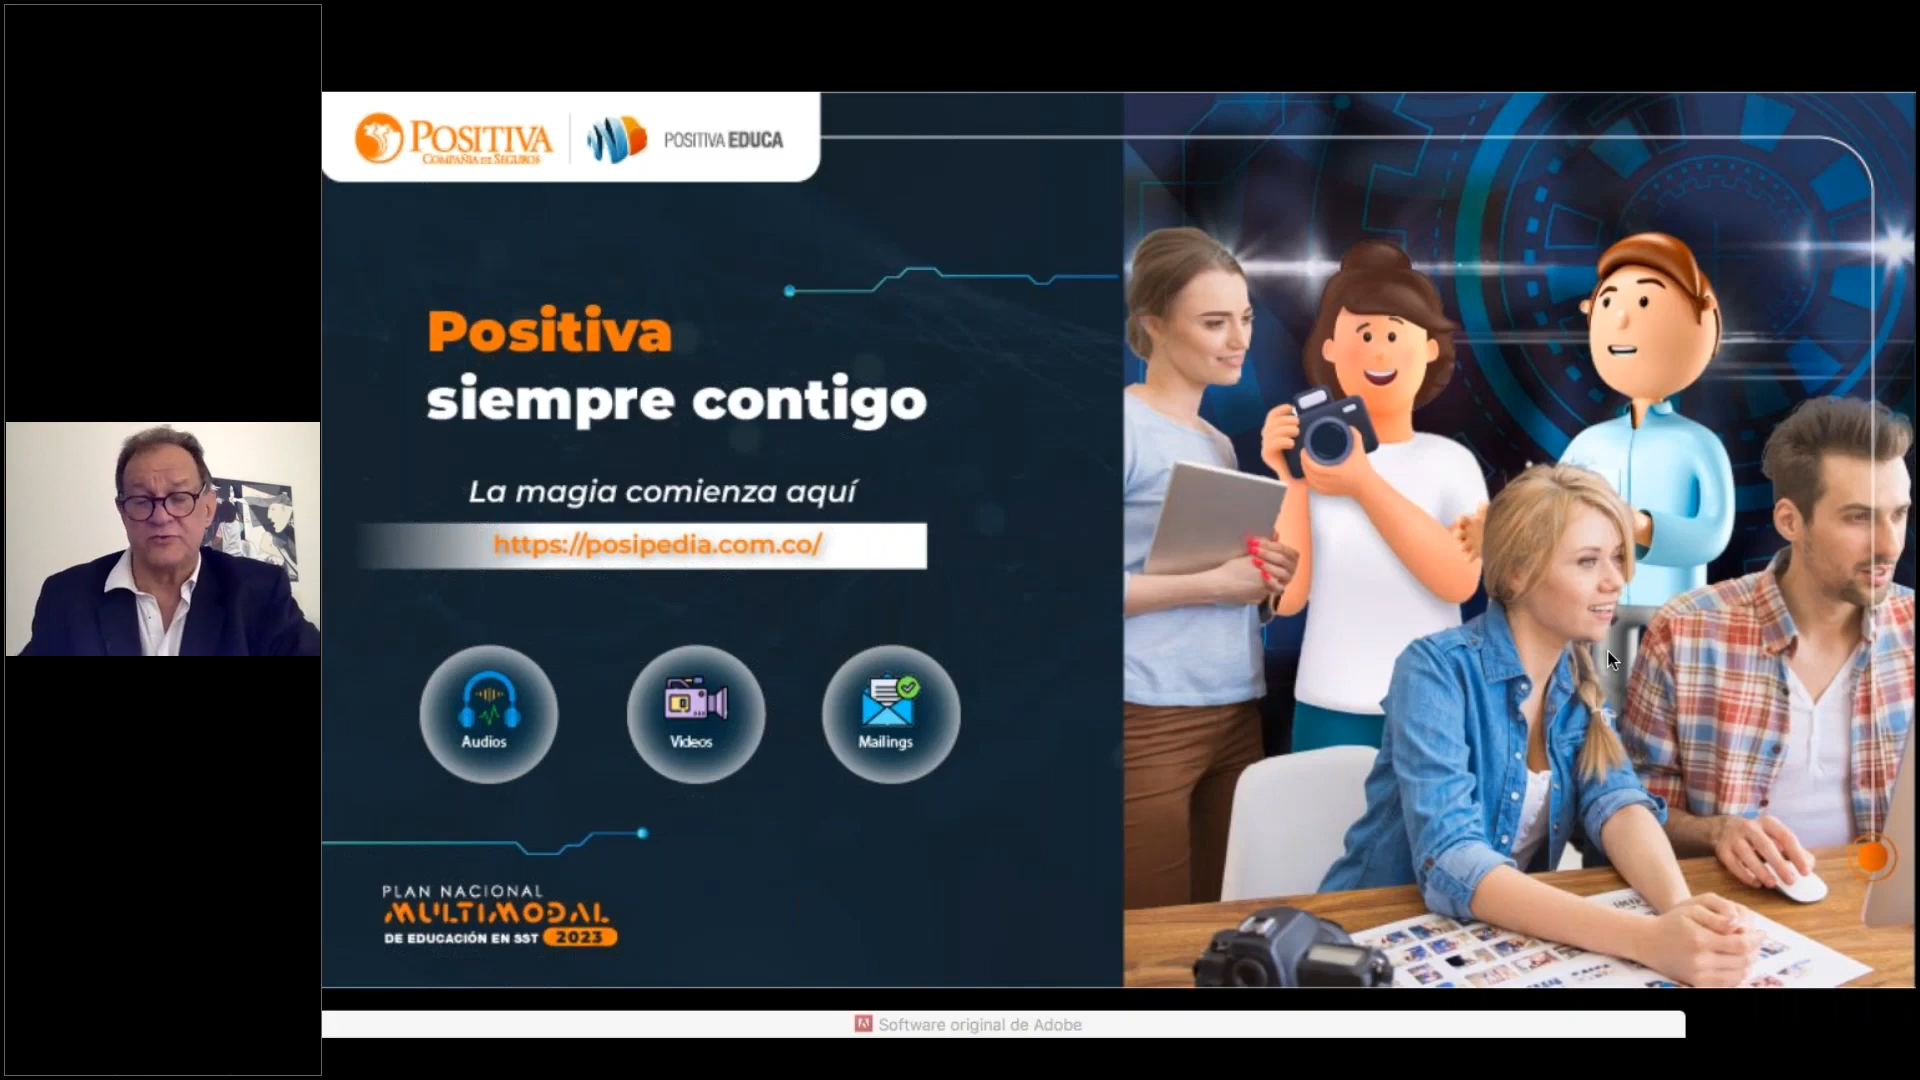 POSITIVA
COMPAÑÍA DE SEGUROS
POSITIVA EDUCA
Positiva
siempre contigo
La magia comienza aquí
https://posipedia.com.co/
Audios
Videos
Mailings
PLAN NACIONAL
MULTIMODAL
DE EDUCACIÓN EN SST 2023
Software original de Adobe